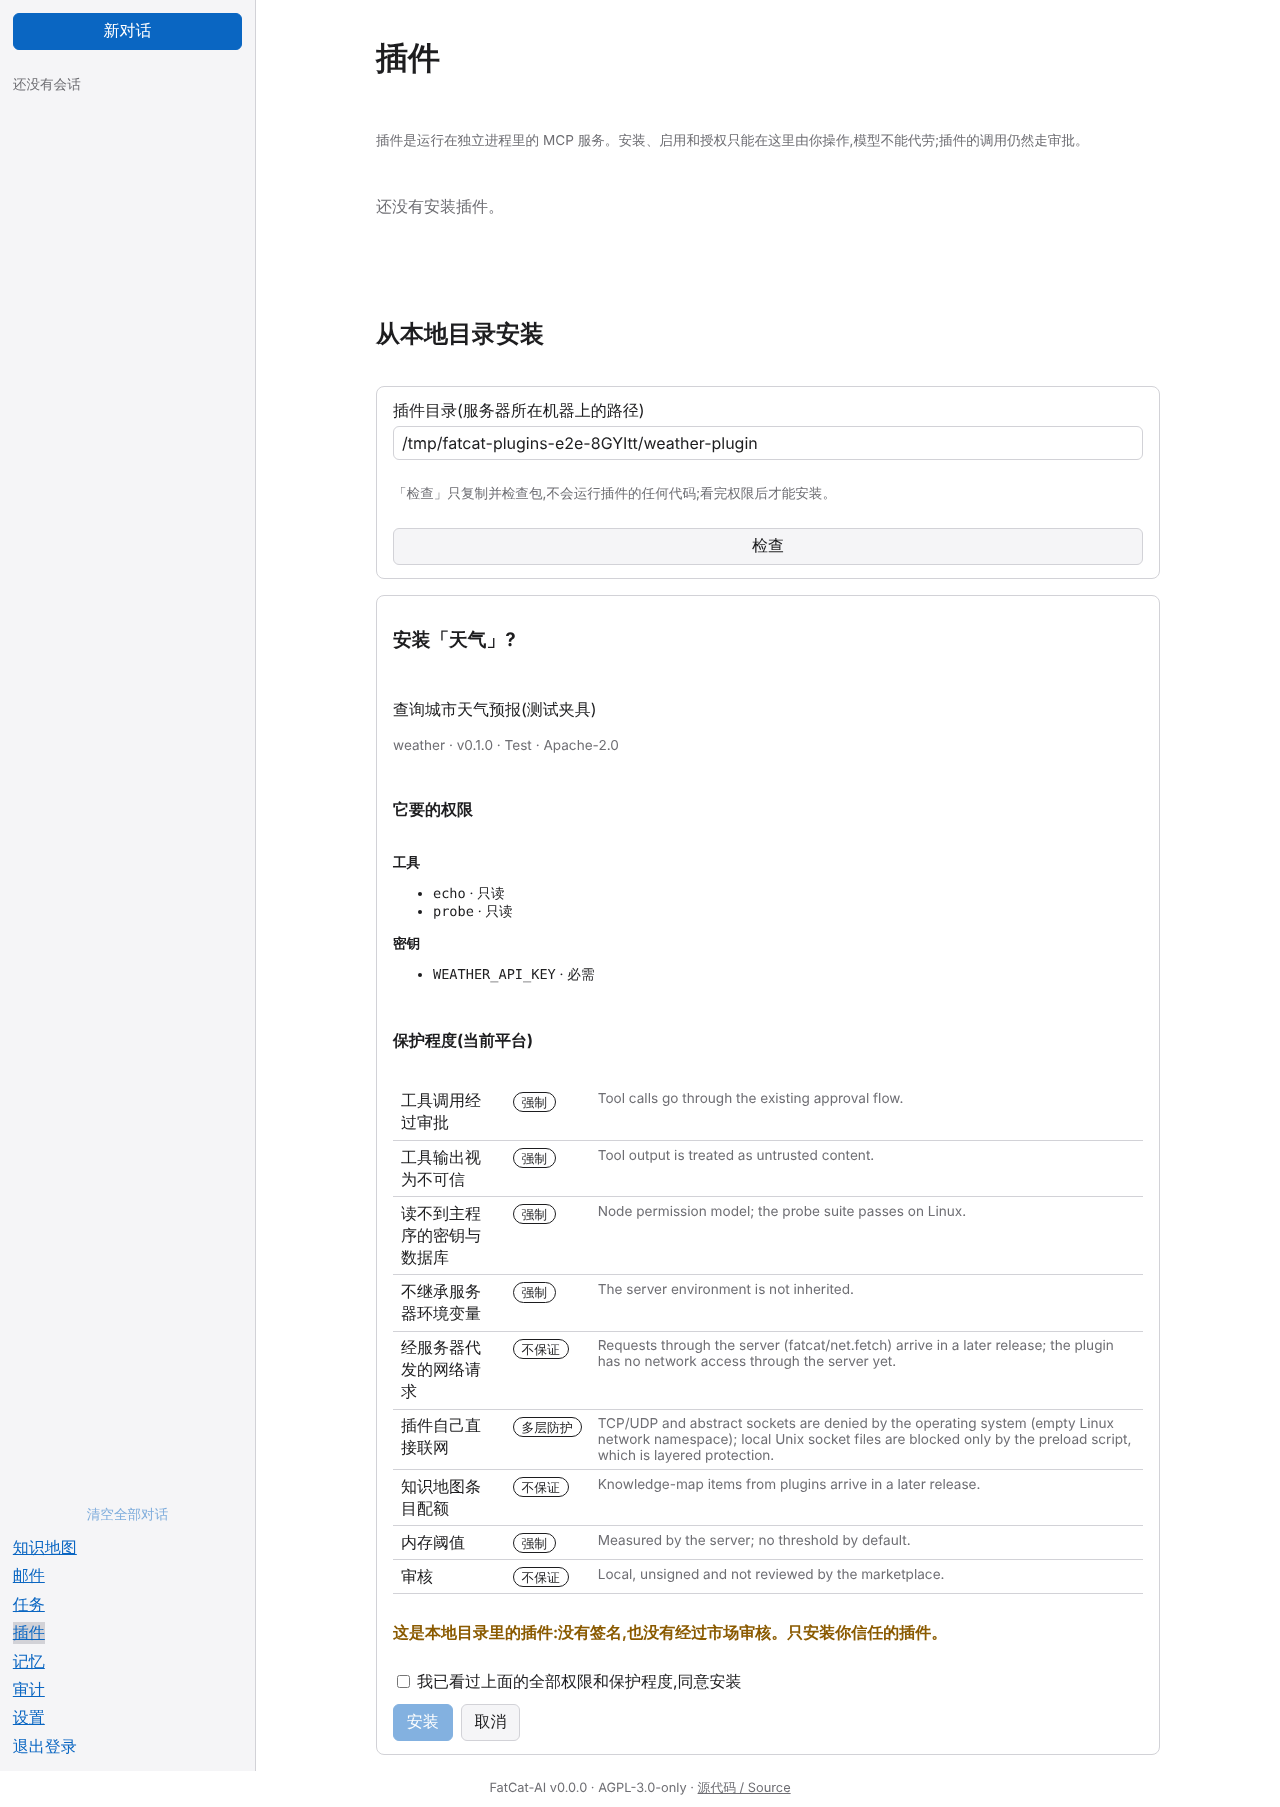 新对话
还没有会话
清空全部对话
知识地图
邮件
任务
插件
记忆
审计
设置
退出登录
插件
插件是运行在独立进程里的 MCP 服务。安装、启用和授权只能在这里由你操作,模型不能代劳;插件的调用仍然走审批。
还没有安装插件。
从本地目录安装
插件目录(服务器所在机器上的路径)
/tmp/fatcat-plugins-e2e-8GYItt/weather-plugin
「检查」只复制并检查包,不会运行插件的任何代码;看完权限后才能安装。
检查
安装「天气」?
查询城市天气预报(测试夹具)
weather · v0.1.0 · Test · Apache-2.0
它要的权限
工具
echo · 只读
probe · 只读
密钥
WEATHER_API_KEY · 必需
保护程度(当前平台)
工具调用经
过审批
强制
Tool calls go through the existing approval flow.
工具输出视
为不可信
强制
Tool output is treated as untrusted content.
读不到主程
序的密钥与
数据库
强制
Node permission model; the probe suite passes on Linux.
不继承服务
器环境变量
强制
The server environment is not inherited.
经服务器代
发的网络请
求
不保证
Requests through the server (fatcat/net.fetch) arrive in a later release; the plugin
has no network access through the server yet.
插件自己直
接联网
多层防护
TCP/UDP and abstract sockets are denied by the operating system (empty Linux
network namespace); local Unix socket files are blocked only by the preload script,
which is layered protection.
知识地图条
目配额
不保证
Knowledge-map items from plugins arrive in a later release.
内存阈值
强制
Measured by the server; no threshold by default.
审核
不保证
Local, unsigned and not reviewed by the marketplace.
这是本地目录里的插件:没有签名,也没有经过市场审核。只安装你信任的插件。
我已看过上面的全部权限和保护程度,同意安装
安装
取消
FatCat-AI v0.0.0 · AGPL-3.0-only · 源代码 / Source